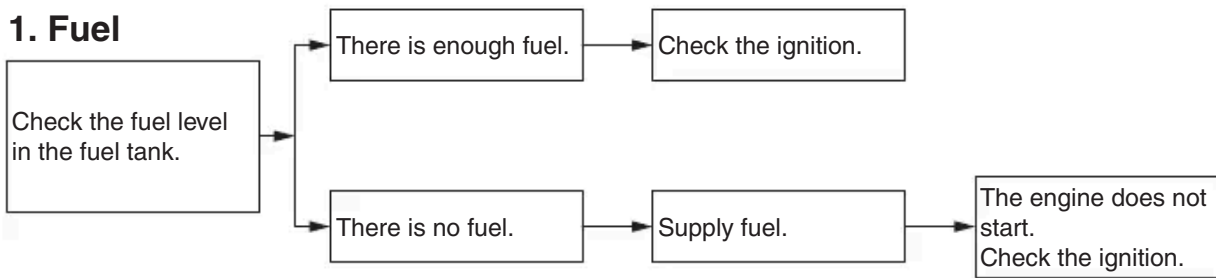 1. Fuel
Check the fuel level
in the fuel tank.
There is enough fuel.
Check the ignition.
There is no fuel.
Supply fuel.
The engine does not
start.
Check the ignition.